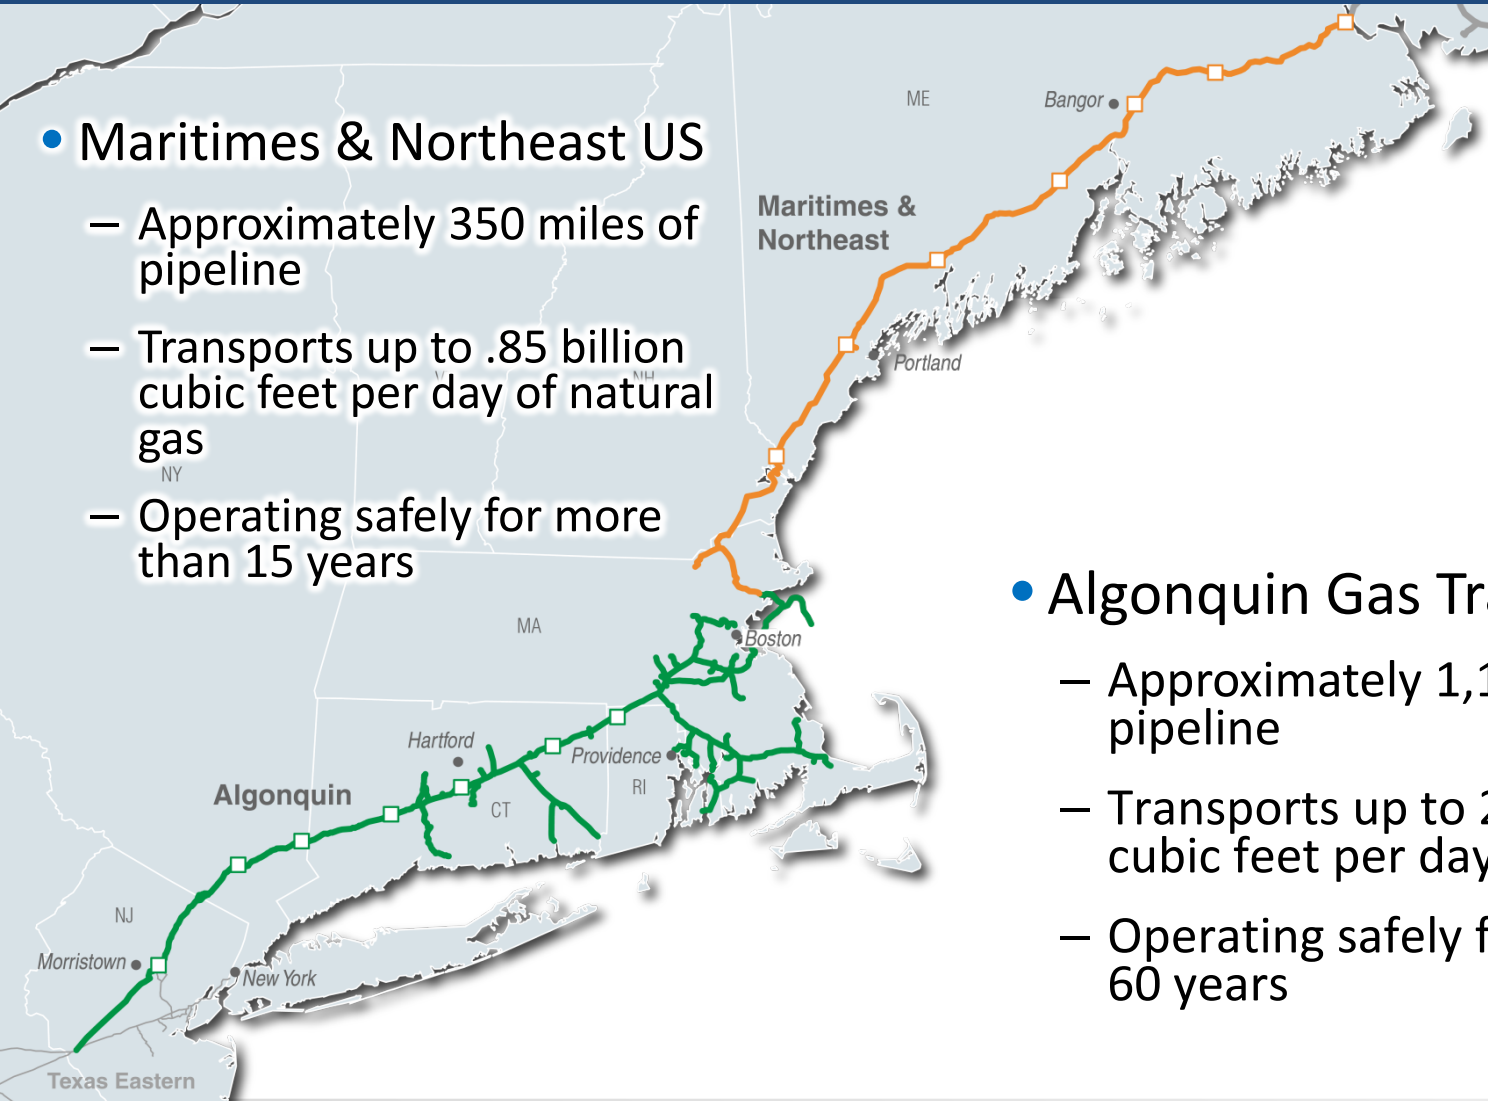 • Maritimes & Northeast US
– Approximately 350 miles of
pipeline
– Transports up to .85 billion
cubic feet per day of natural
gas
– Operating safely for more
than 15 years
ME
Bangor
Maritimes &
Northeast
Portland
NH
NY
MA
Boston
Hartford
Providence
RI
Algonquin
CT
NJ
Morristown
New York
Texas Eastern
• Algonquin Gas
– Approximately
pipeline
– Transports up to
cubic feet per day
– Operating safely
60 years